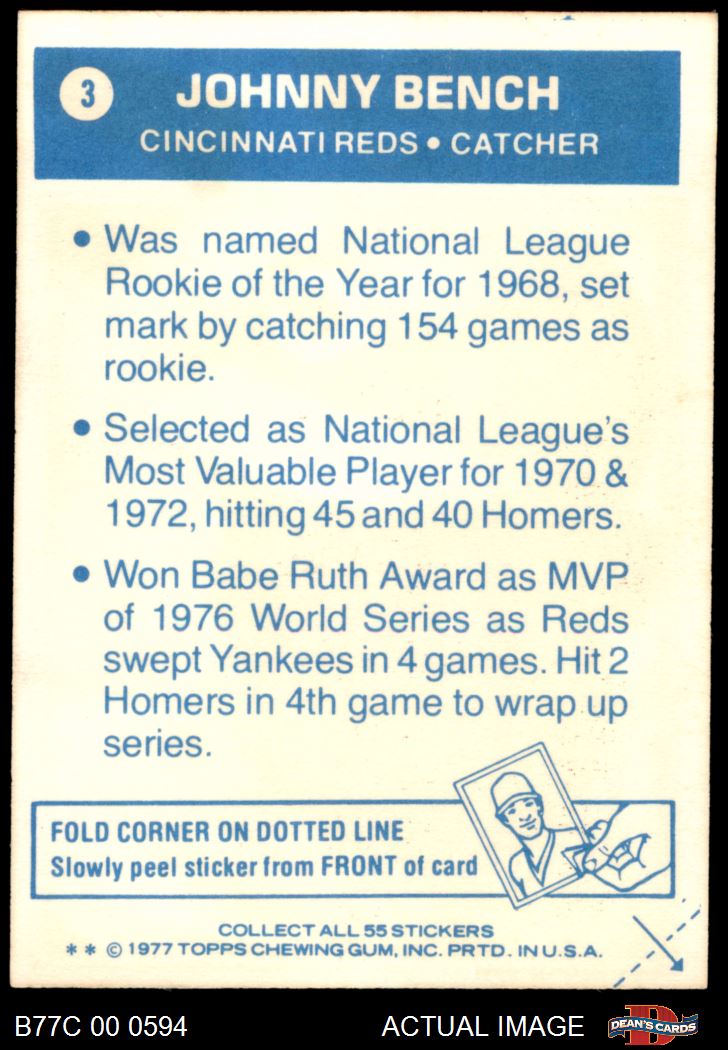 3
JOHNNY BENCH
CINCINNATI REDS • CATCHER
• Was named National League
Rookie of the Year for 1968, set
mark by catching 154 games as
rookie.
• Selected as National League's
Most Valuable Player for 1970 &
1972, hitting 45 and 40 Homers.
• Won Babe Ruth Award as MVP
of 1976 World Series as Reds
swept Yankees in 4 games. Hit 2
Homers in 4th game to wrap up
series.
FOLD CORNER ON DOTTED LINE
Slowly peel sticker from FRONT of card
COLLECT ALL 55 STICKERS
** © 1977 TOPPS CHEWING GUM, INC. PRTD. IN U.S.A.
B77C 00 0594
ACTUAL IMAGE
D
DEAN'S CARDS